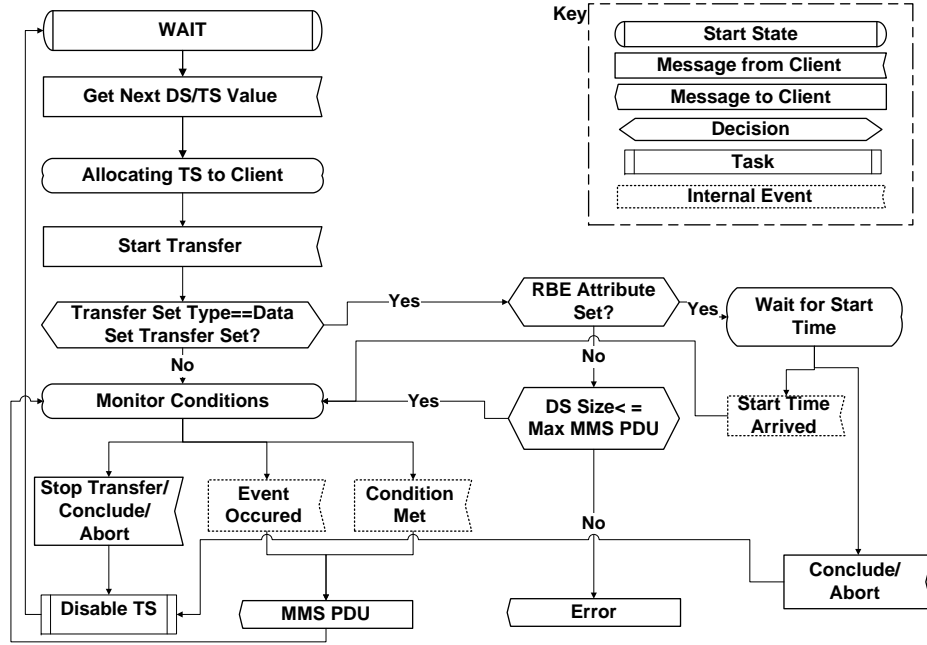 WAIT
Get Next DS/TS Value
Allocating TS to Client
Start Transfer
Transfer Set Type==Data
Set Transfer Set?
Yes
No
RBE Attribute
Set?
Yes
No
Wait for Start
Time
Monitor Conditions
Yes
DS Size< =
Max MMS PDU
Start Time
Arrived
Stop Transfer/
Conclude/
Abort
Event
Occured
Condition
Met
No
Conclude/
Abort
Disable TS
MMS PDU
Error
Key
Start State
Message from Client
Message to Client
Decision
Task
Internal Event